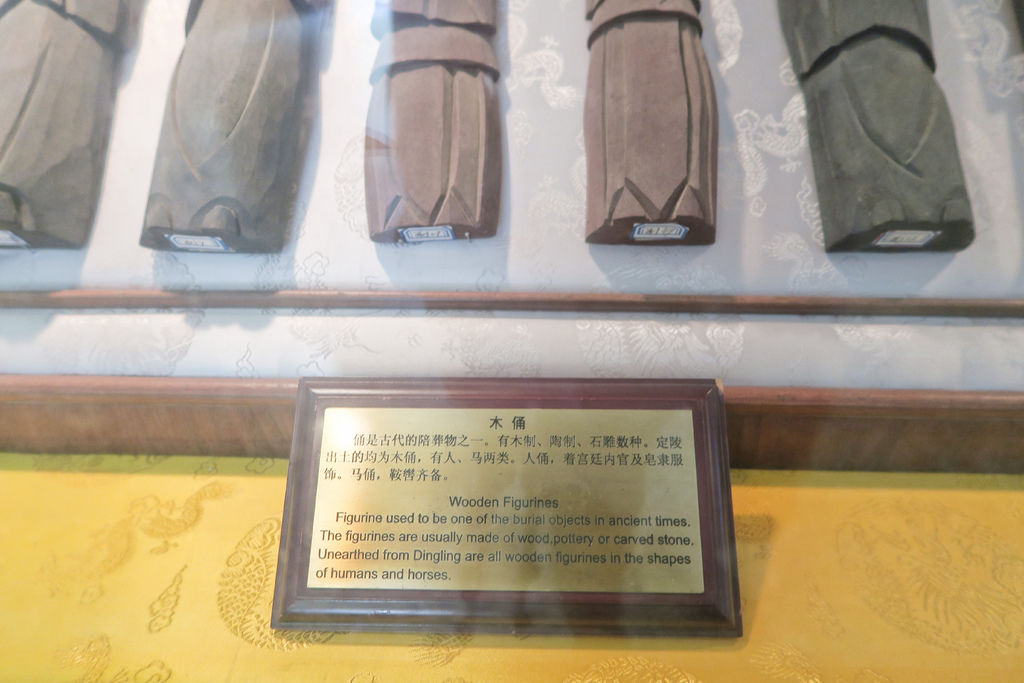 木俑
俑是古代的陪葬物之一。有木制、陶制、石雕数种。定陵
出土的均为木俑，有人、马两类。人俑，着宫廷内官及皂隶服
饰。马俑，鞍辔齐备。
Wooden Figurines
Figurine used to be one of the burial objects in ancient times.
The figurines are usually made of wood,pottery or carved stone.
Unearthed from Dingling are all wooden figurines in the shapes
of humans and horses.